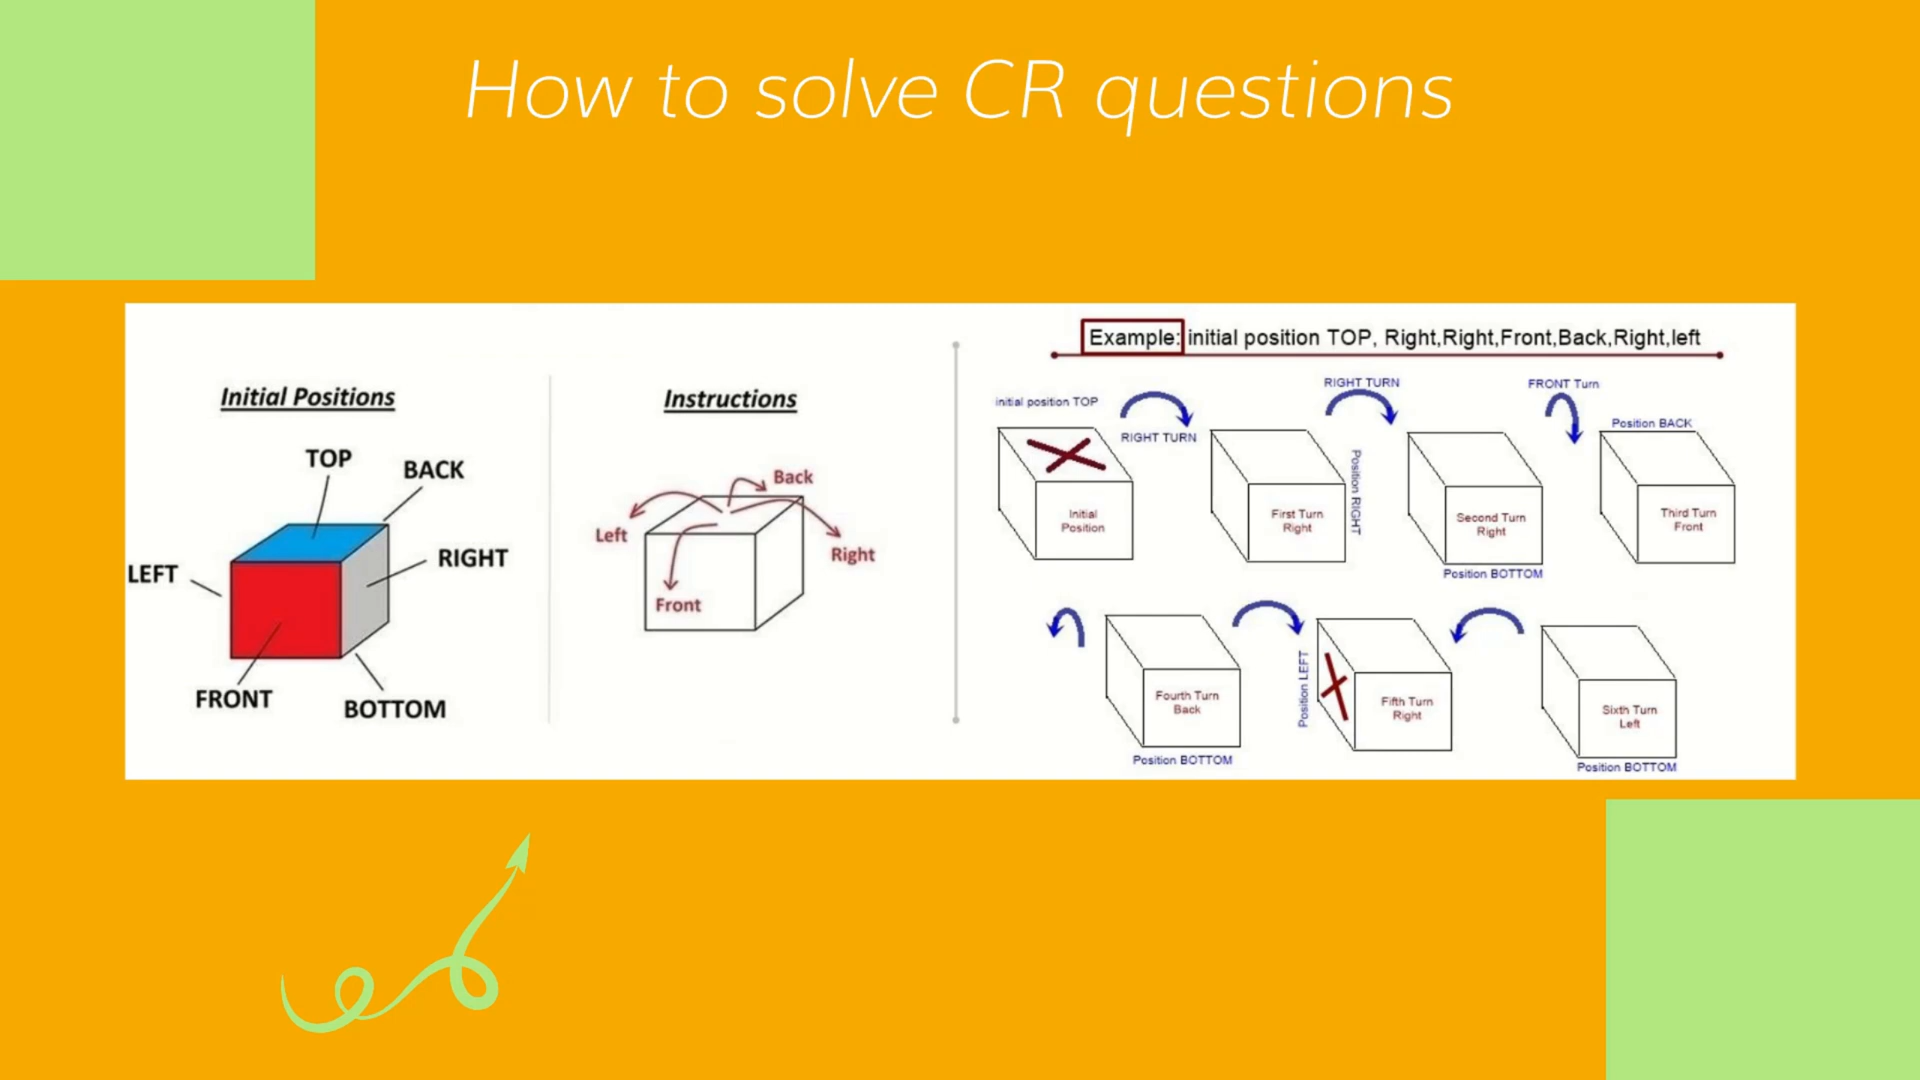 How to solve CR questions
Initial Positions
TOP
BACK
LEFT
RIGHT
FRONT
BOTTOM
Instructions
Back
Left
Right
Front
Example: initial position TOP, Right,Right,Front,Back,Right,left
initial position TOP
RIGHT TURN
Initial
Position
RIGHT TURN
First Turn
Right
Position RIGHT
Second Turn
Right
Position BOTTOM
FRONT Turn
Position BACK
Third Turn
Front
Fourth Turn
Back
Position BOTTOM
Position LEFT
Fifth Turn
Right
Sixth Turn
Left
Position BOTTOM